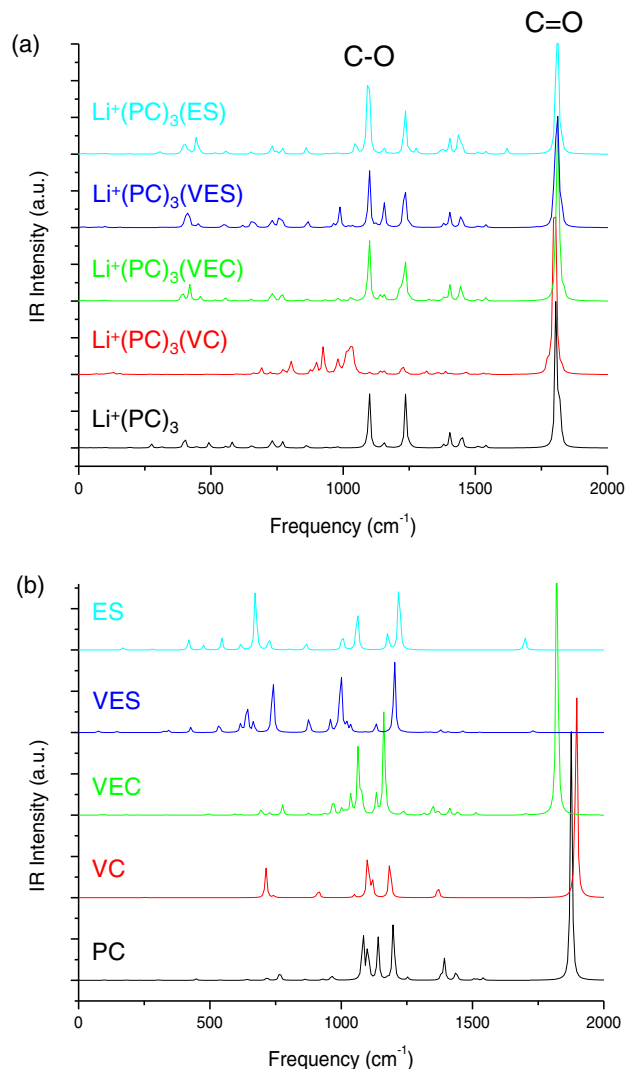 (a)
C-O
C=O
Li⁺(PC)₃(ES)
Li⁺(PC)₃(VES)
Li⁺(PC)₃(VEC)
Li⁺(PC)₃(VC)
Li⁺(PC)₃
IR Intensity (a.u.)
0 500 1000 1500 2000
Frequency (cm⁻¹)
(b)
ES
VES
VEC
VC
PC
IR Intensity (a.u.)
0 500 1000 1500 2000
Frequency (cm⁻¹)